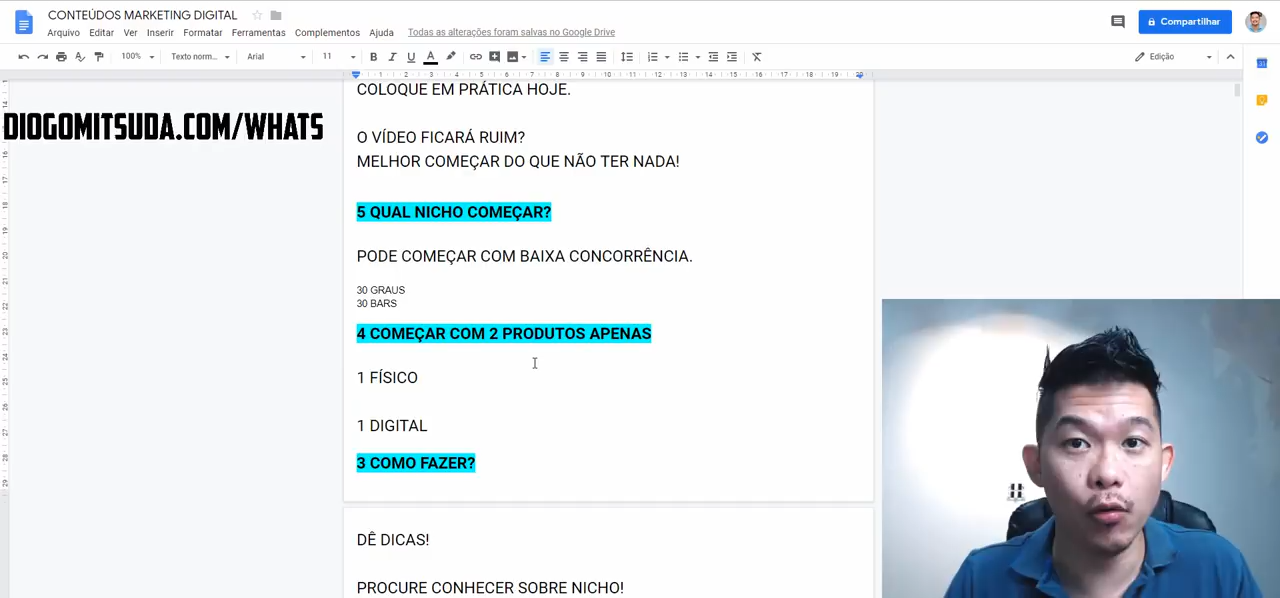 CONTEÚDOS MARKETING DIGITAL
Compartilhar
Arquivo Editar Ver Inserir Formatar Ferramentas Complementos Ajuda Todas as alterações foram salvas no Google Drive
100% Texto norm... Arial 11 Edição
DIOGOMITSUDA.COM/WHATS
COLOQUE EM PRÁTICA HOJE.
O VÍDEO FICARÁ RUIM?
MELHOR COMEÇAR DO QUE NÃO TER NADA!
5 QUAL NICHO COMEÇAR?
PODE COMEÇAR COM BAIXA CONCORRÊNCIA.
30 GRAUS
30 BARS
4 COMEÇAR COM 2 PRODUTOS APENAS
1 FÍSICO
1 DIGITAL
3 COMO FAZER?
DÊ DICAS!
PROCURE CONHECER SOBRE NICHO!